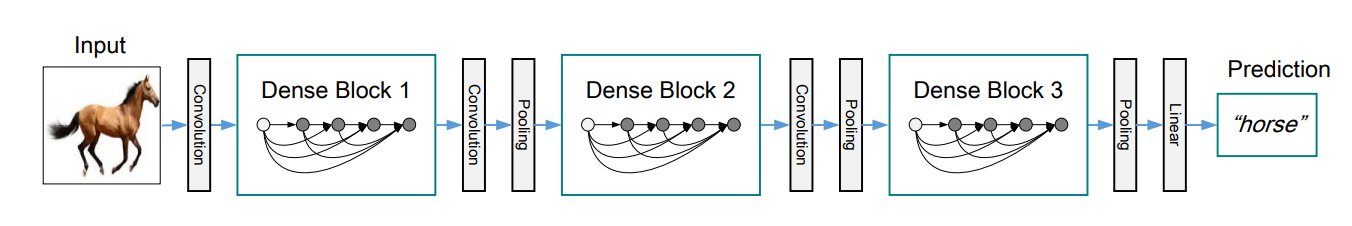 Input
Convolution
Dense Block 1
Convolution
Pooling
Dense Block 2
Convolution
Pooling
Dense Block 3
Pooling
Linear
Prediction
“horse”